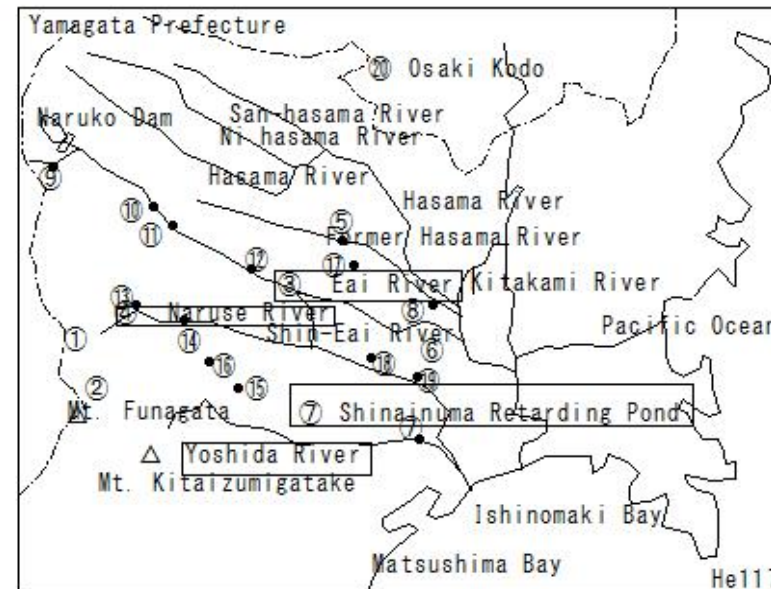 Yamagata Prefecture
⑳ Osaki Kodo
San-hasama River
Naruko Dam
Ni hasama River
Hasama River
⑨
Hasama River
⑩
⑤
⑪
Former Hasama River
⑫
⑰
③
Eai River
Kitakami River
⑬
⑧
④ Naruse River
Pacific Ocean
①
⑭
Shin-Eai River
⑥
⑯
⑱
②
⑮
⑲
Mt. Funagata
⑦ Shinainuma Retarding Pond
⑦
Yoshida River
Mt. Kitaizumigatake
Ishinomaki Bay
Matsushima Bay
He117